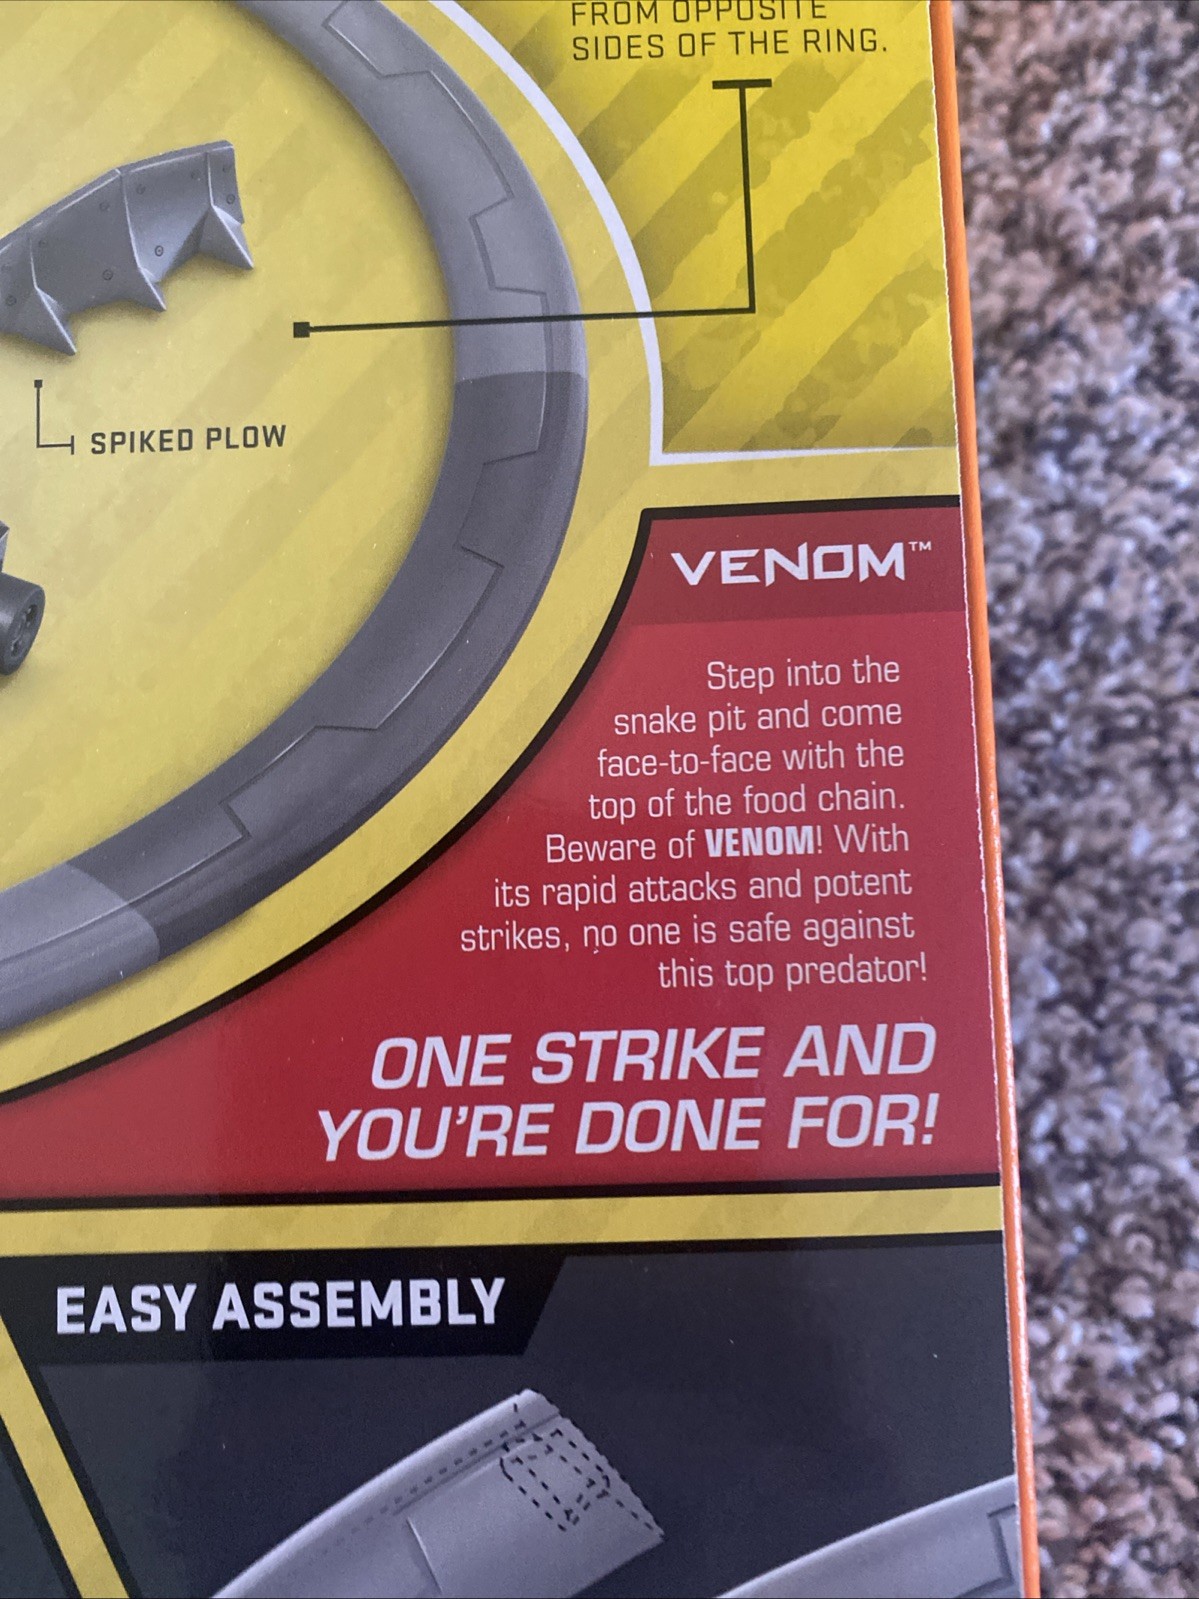 FROM OPPOSITE
SIDES OF THE RING.
SPIKED PLOW
VENOM™
Step into the
snake pit and come
face-to-face with the
top of the food chain.
Beware of VENOM! With
its rapid attacks and potent
strikes, no one is safe against
this top predator!
ONE STRIKE AND
YOU'RE DONE FOR!
EASY ASSEMBLY